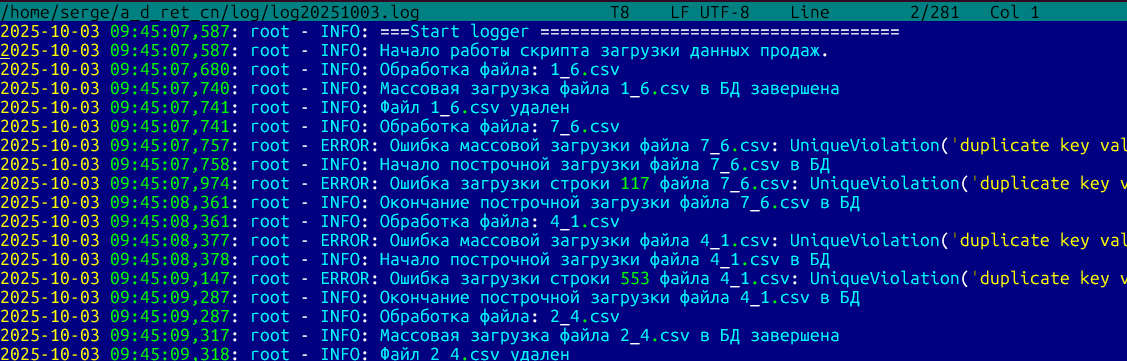 /home/serge/a_d_ret_cn/log/log20251003.log T8 LF UTF-8 Line 2/281 Col 1
2025-10-03 09:45:07,587: root - INFO: ===Start logger ====================================
2025-10-03 09:45:07,587: root - INFO: Начало работы скрипта загрузки данных продаж.
2025-10-03 09:45:07,680: root - INFO: Обработка файла: 1_6.csv
2025-10-03 09:45:07,740: root - INFO: Массовая загрузка файла 1_6.csv в БД завершена
2025-10-03 09:45:07,741: root - INFO: Файл 1_6.csv удален
2025-10-03 09:45:07,741: root - INFO: Обработка файла: 7_6.csv
2025-10-03 09:45:07,757: root - ERROR: Ошибка массовой загрузки файла 7_6.csv: UniqueViolation('duplicate key val
2025-10-03 09:45:07,758: root - INFO: Начало построчной загрузки файла 7_6.csv в БД
2025-10-03 09:45:07,974: root - ERROR: Ошибка загрузки строки 117 файла 7_6.csv: UniqueViolation('duplicate key v
2025-10-03 09:45:08,361: root - INFO: Окончание построчной загрузки файла 7_6.csv в БД
2025-10-03 09:45:08,361: root - INFO: Обработка файла: 4_1.csv
2025-10-03 09:45:08,377: root - ERROR: Ошибка массовой загрузки файла 4_1.csv: UniqueViolation('duplicate key val
2025-10-03 09:45:08,378: root - INFO: Начало построчной загрузки файла 4_1.csv в БД
2025-10-03 09:45:09,147: root - ERROR: Ошибка загрузки строки 553 файла 4_1.csv: UniqueViolation('duplicate key v
2025-10-03 09:45:09,287: root - INFO: Окончание построчной загрузки файла 4_1.csv в БД
2025-10-03 09:45:09,287: root - INFO: Обработка файла: 2_4.csv
2025-10-03 09:45:09,317: root - INFO: Массовая загрузка файла 2_4.csv в БД завершена
2025-10-03 09:45:09,318: root - INFO: Файл 2_4.csv удален